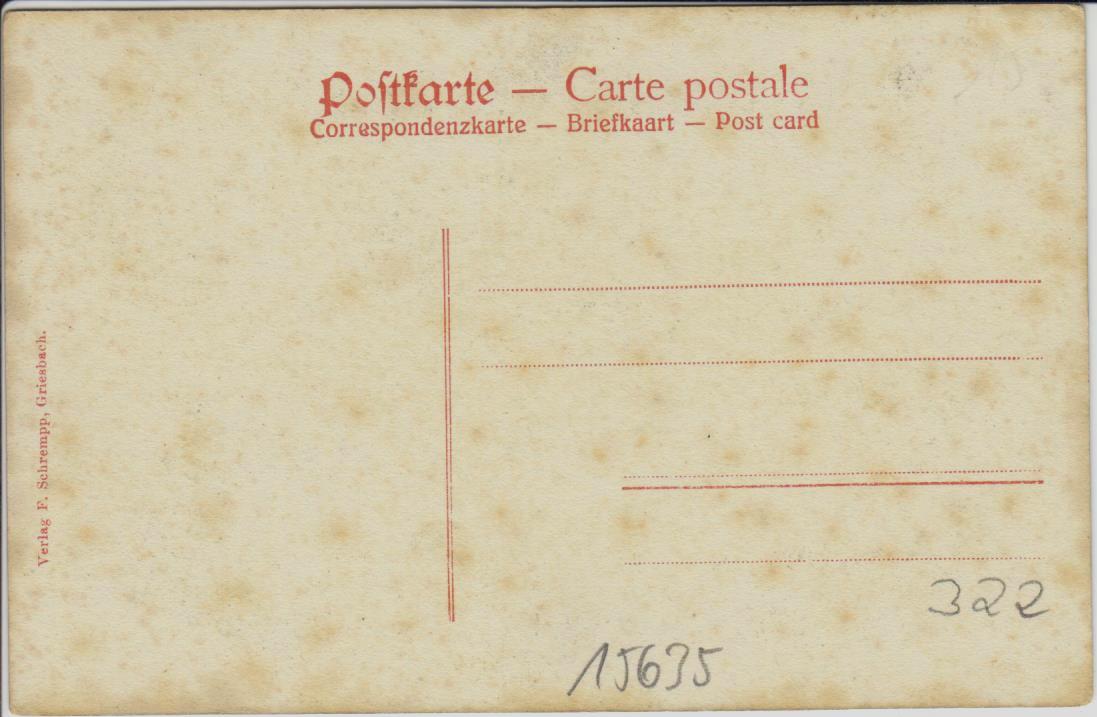 Poſtkarte — Carte postale
Correspondenzkarte — Briefkaart — Post card
Verlag F. Schrempp, Griesbach.
322
15635